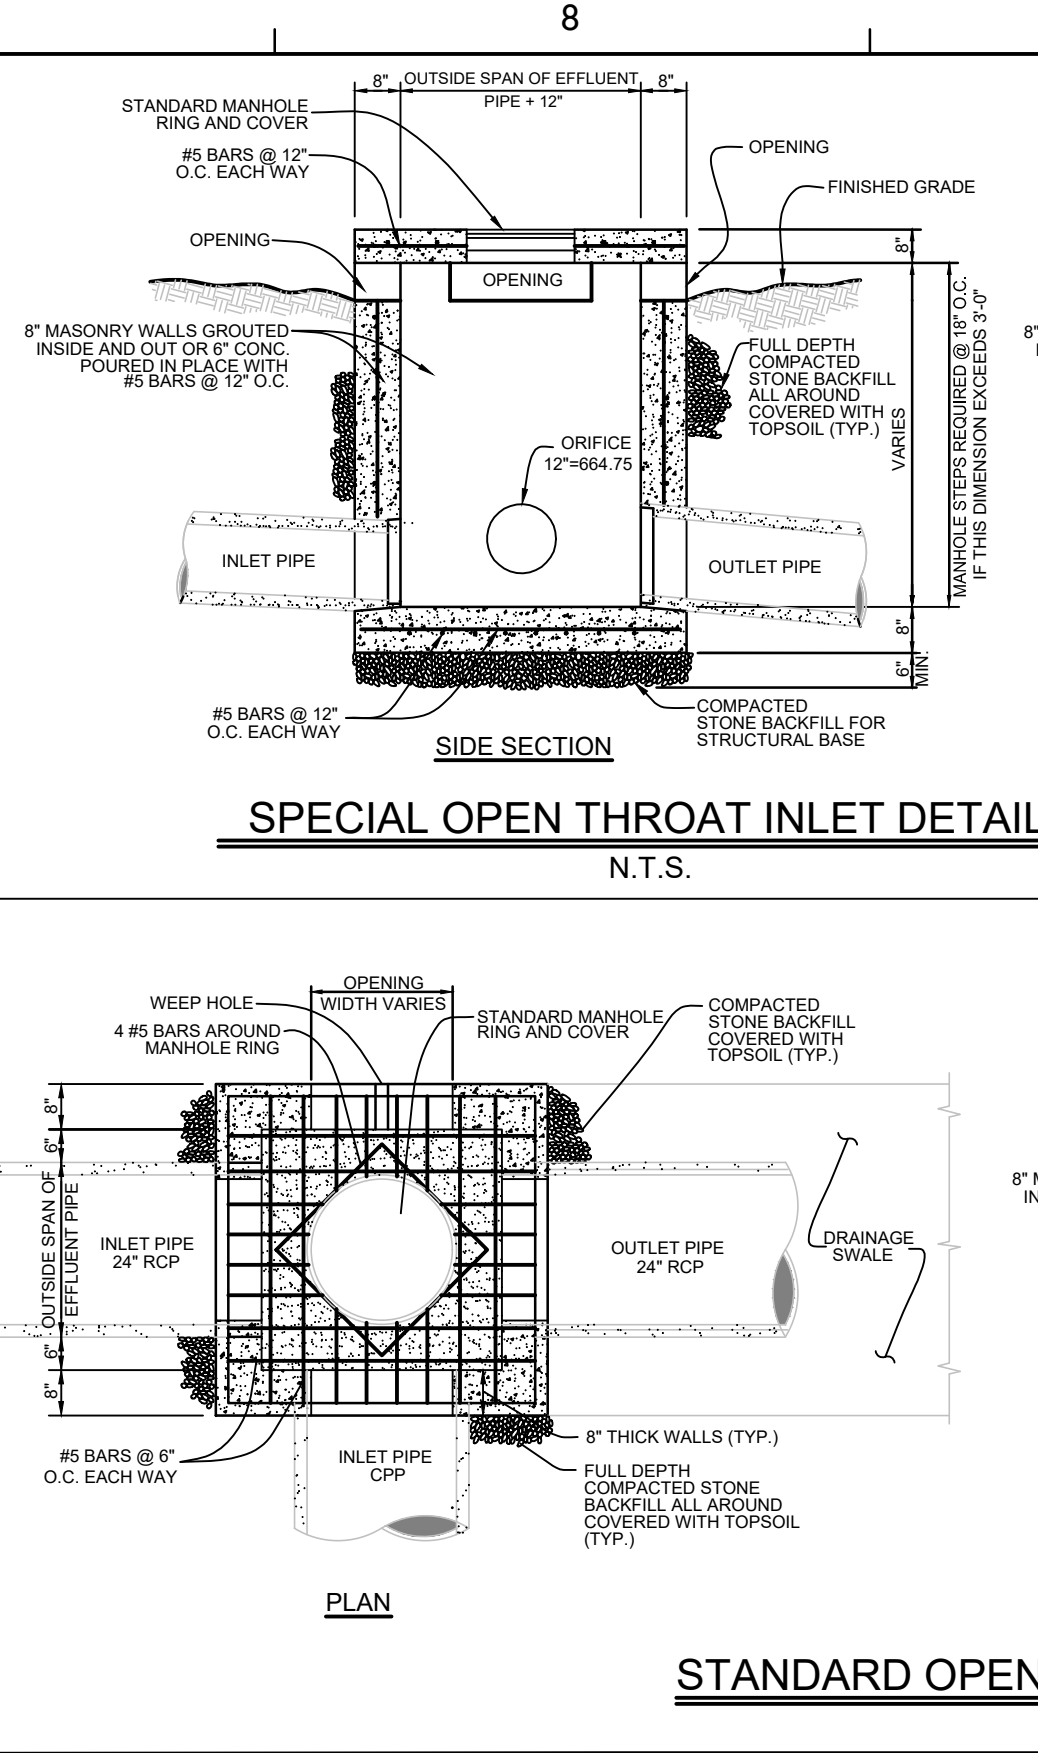 8
8"
OUTSIDE SPAN OF EFFLUENT
PIPE + 12"
8"
STANDARD MANHOLE
RING AND COVER
#5 BARS @ 12"
O.C. EACH WAY
OPENING
OPENING
FINISHED GRADE
OPENING
8"
8" MASONRY WALLS GROUTED
INSIDE AND OUT OR 6" CONC.
POURED IN PLACE WITH
#5 BARS @ 12" O.C.
FULL DEPTH
COMPACTED
STONE BACKFILL
ALL AROUND
COVERED WITH
TOPSOIL (TYP.)
VARIES
MANHOLE STEPS REQUIRED @ 18" O.C.
IF THIS DIMENSION EXCEEDS 3'-0"
8"
ORIFICE
12"=664.75
INLET PIPE
OUTLET PIPE
8"
6"
MIN.
#5 BARS @ 12"
O.C. EACH WAY
COMPACTED
STONE BACKFILL FOR
STRUCTURAL BASE
SIDE SECTION
SPECIAL OPEN THROAT INLET DETAIL
N.T.S.
OPENING
WIDTH VARIES
WEEP HOLE
4 #5 BARS AROUND
MANHOLE RING
STANDARD MANHOLE
RING AND COVER
COMPACTED
STONE BACKFILL
COVERED WITH
TOPSOIL (TYP.)
8"
6"
OUTSIDE SPAN OF
EFFLUENT PIPE
6"
8"
INLET PIPE
24" RCP
OUTLET PIPE
24" RCP
DRAINAGE
SWALE
8" M
IN
#5 BARS @ 6"
O.C. EACH WAY
INLET PIPE
CPP
8" THICK WALLS (TYP.)
FULL DEPTH
COMPACTED STONE
BACKFILL ALL AROUND
COVERED WITH TOPSOIL
(TYP.)
PLAN
STANDARD OPEN